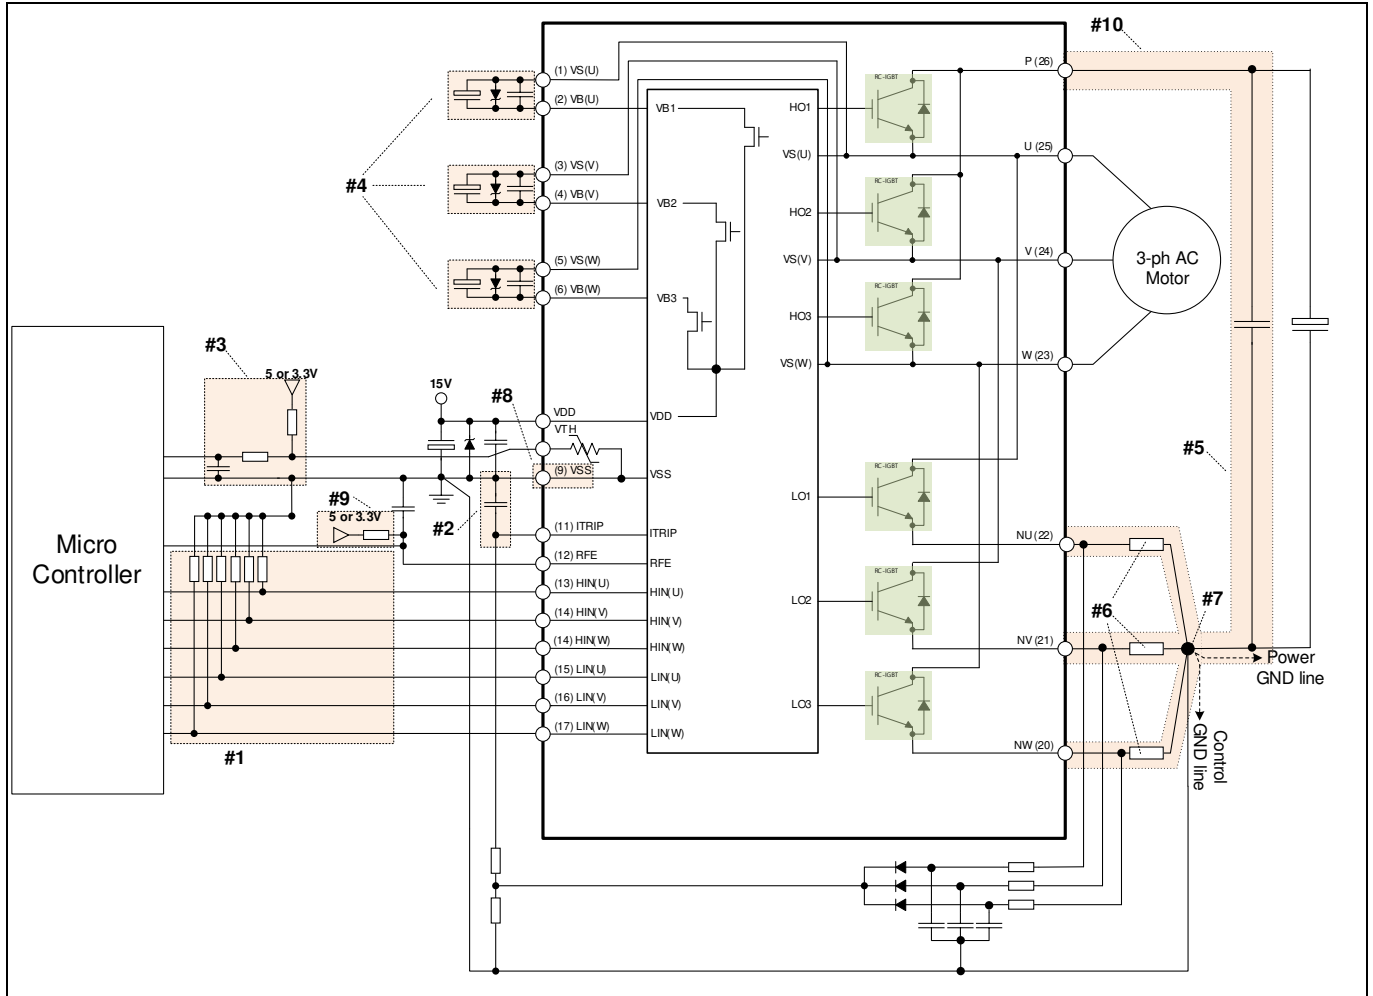 #10
P (26)
(1) VS(U)
(2) VB(U)
VB1
HO1
RC-IGBT
VS(U)
U (25)
(3) VS(V)
#4
(4) VB(V)
VB2
HO2
RC-IGBT
VS(V)
V (24)
3-ph AC
Motor
(5) VS(W)
(6) VB(W)
VB3
HO3
RC-IGBT
VS(W)
W (23)
#3
5 or 3.3V
15V
#8
VDD
VDD
VTH
(9) VSS
VSS
#5
#9
5 or 3.3V
#2
(11) ITRIP
ITRIP
LO1
RC-IGBT
NU (22)
Micro
Controller
(12) RFE
RFE
(13) HIN(U)
HIN(U)
(14) HIN(V)
HIN(V)
(14) HIN(W)
HIN(W)
LO2
RC-IGBT
NV (21)
#6
#7
Power
GND line
(15) LIN(U)
LIN(U)
(16) LIN(V)
LIN(V)
(17) LIN(W)
LIN(W)
LO3
RC-IGBT
NW (20)
Control
GND line
#1